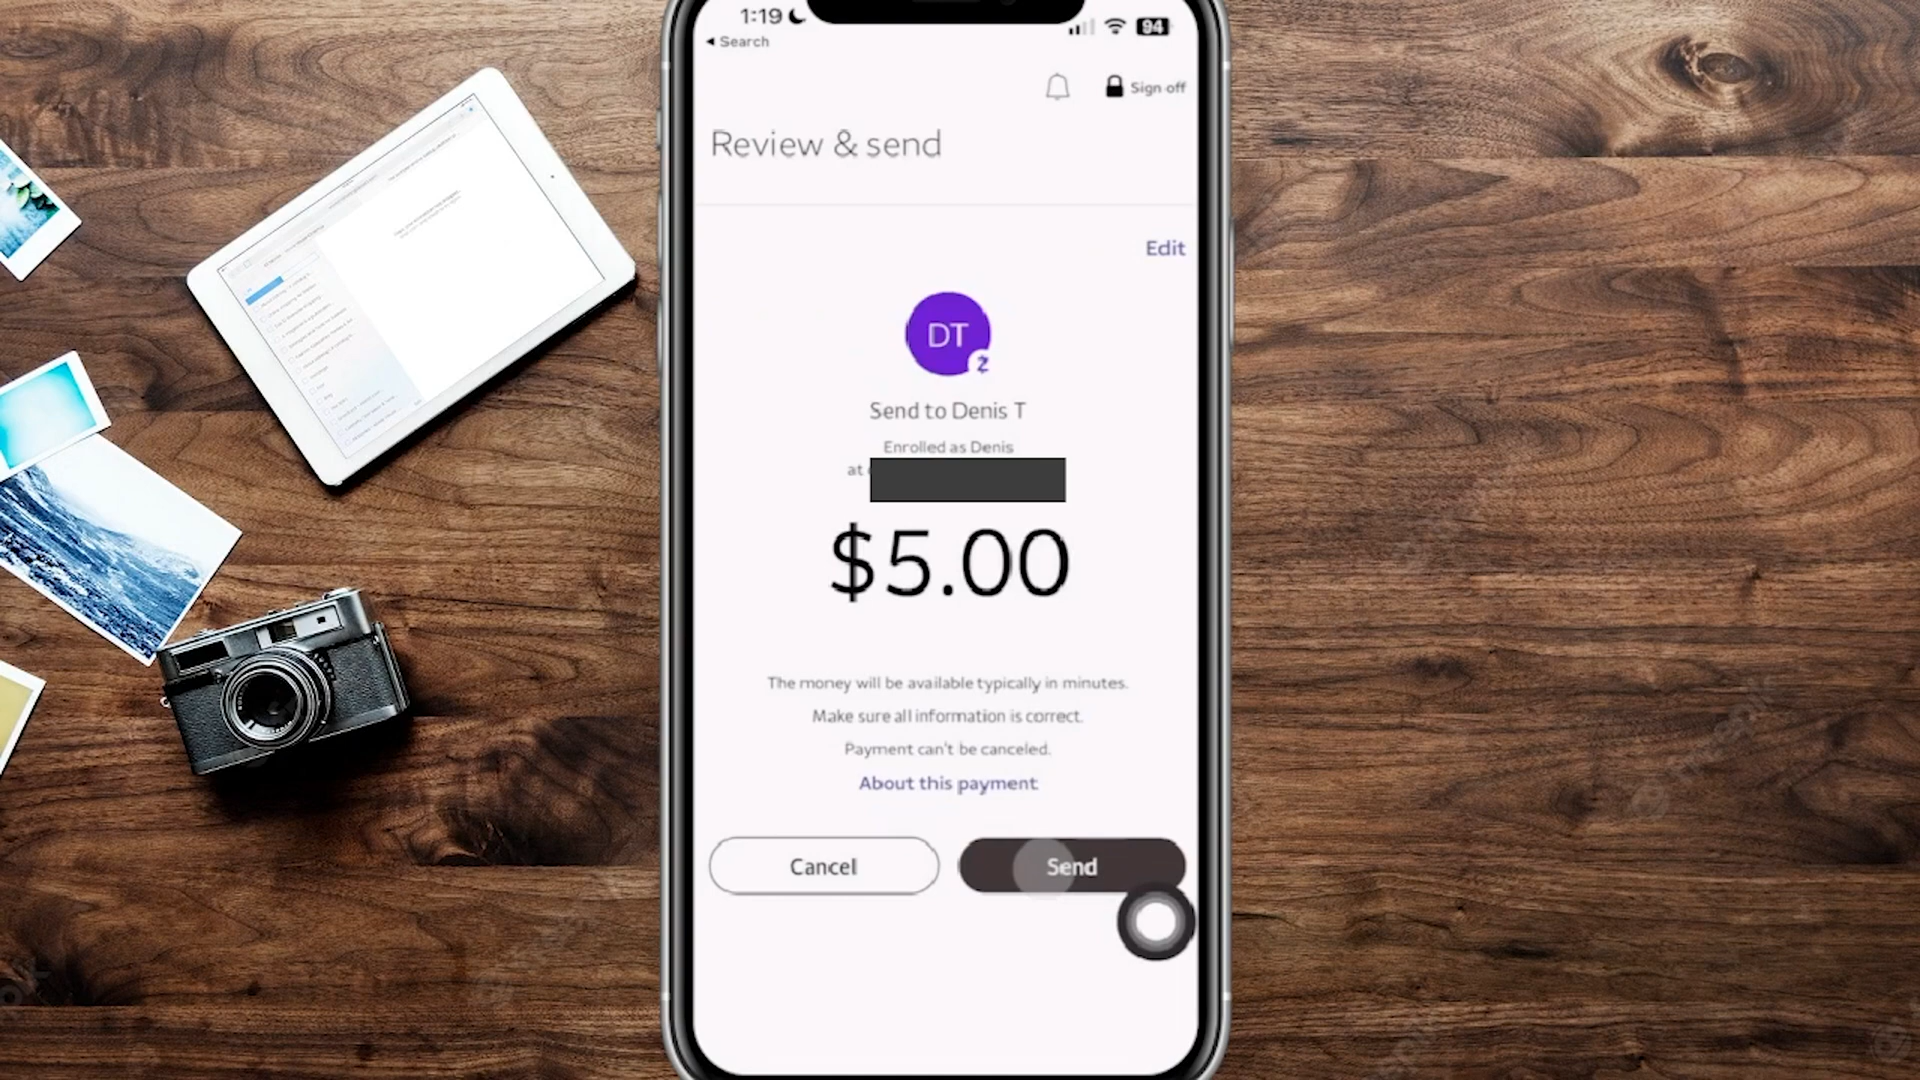 1:19
94
Search
Sign off
Review & send
Edit
DT
Send to Denis T
Enrolled as Denis
at
$5.00
The money will be available typically in minutes.
Make sure all information is correct.
Payment can't be canceled.
About this payment
Cancel
Send